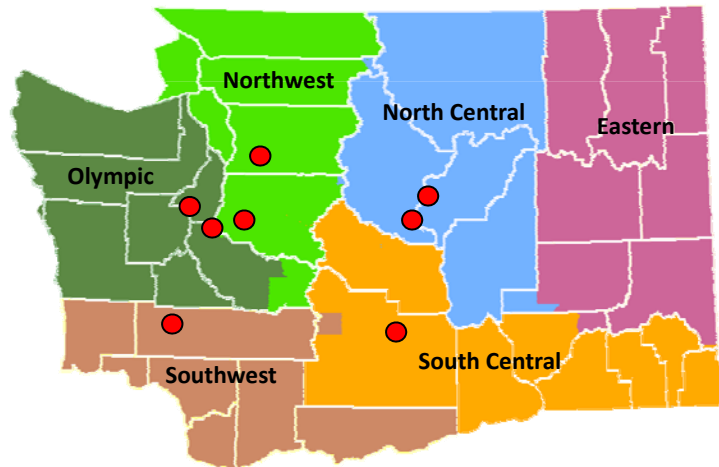 Northwest
North Central
Eastern
Olympic
Southwest
South Central